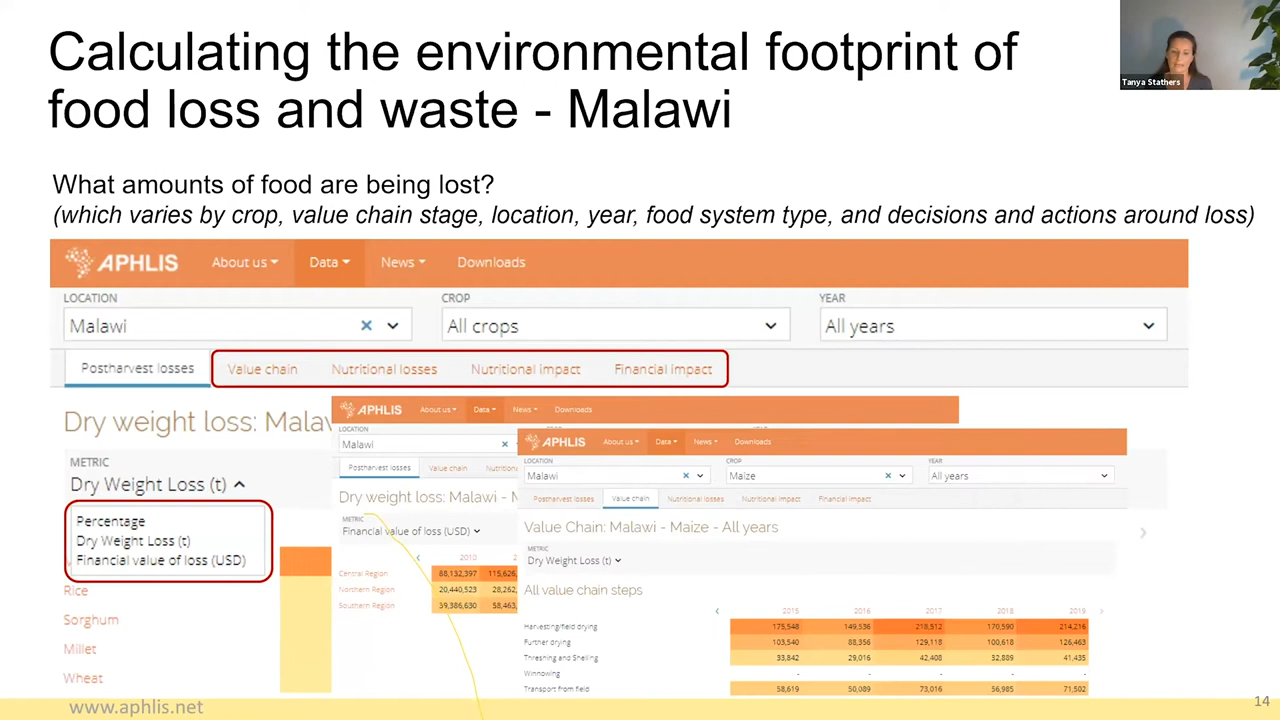 Calculating the environmental footprint of
food loss and waste - Malawi
Tanya Stathers
What amounts of food are being lost?
(which varies by crop, value chain stage, location, year, food system type, and decisions and actions around loss)
APHLIS About us Data News Downloads
LOCATION CROP YEAR
Malawi All crops All years
Postharvest losses Value chain Nutritional losses Nutritional impact Financial impact
Dry weight loss: Malaw
METRIC
Dry Weight Loss (t)
Percentage
Dry Weight Loss (t)
Financial value of loss (USD)
Rice
Sorghum
Millet
Wheat
APHLIS About us Data News Downloads
LOCATION
Malawi
Postharvest losses Value chain Nutrition
Dry weight loss: Malawi - M
METRIC
Financial value of loss (USD)
2010
Central Region 88,132,397 115,626,
Northern Region 20,440,523 28,262,
Southern Region 39,386,630 58,463,
APHLIS About us Data News Downloads
LOCATION CROP YEAR
Malawi Maize All years
Postharvest losses Value chain Nutritional losses Nutritional impact Financial impact
Value Chain: Malawi - Maize - All years
METRIC
Dry Weight Loss (t)
All value chain steps
2015 2016 2017 2018 2019
Harvesting/field drying 175,548 149,536 218,512 170,590 214,216
Further drying 103,540 88,356 129,118 100,618 126,463
Threshing and Shelling 33,842 29,016 42,408 32,889 41,435
Winnowing - - - - -
Transport from field 58,619 50,089 73,016 56,985 71,502
www.aphlis.net
14